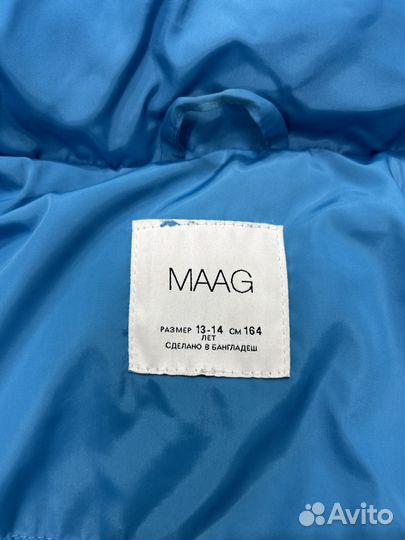 MAAG
РАЗМЕР 13-14 СМ 164
ЛЕТ
СДЕЛАНО В БАНГЛАДЕШ
Avito